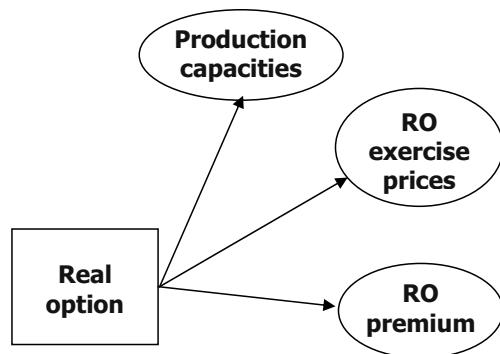 Production
capacities
RO
exercise
prices
Real
option
RO
premium